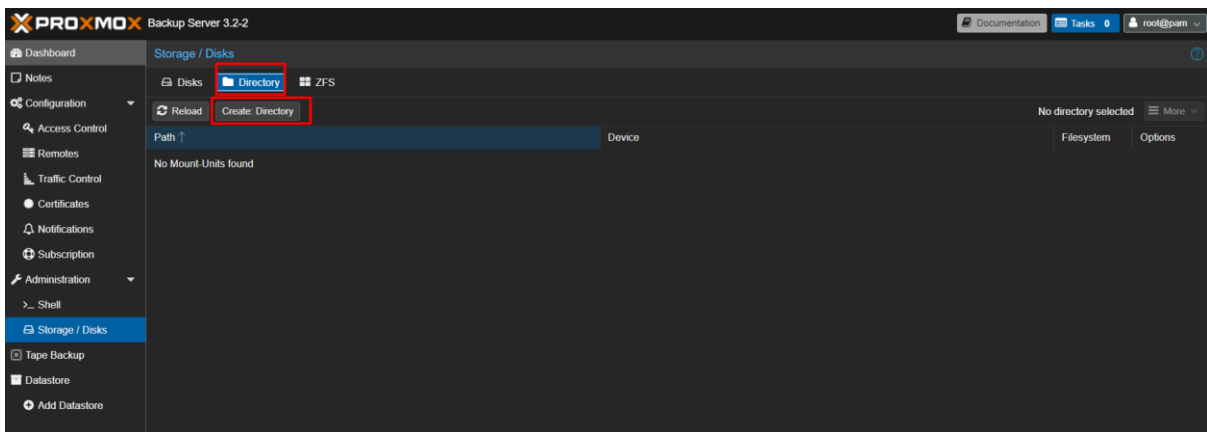 PROXMOX Backup Server 3.2-2 Documentation Tasks 0 root@pam
Dashboard
Notes
Configuration
Access Control
Remotes
Traffic Control
Certificates
Notifications
Subscription
Administration
>_ Shell
Storage / Disks
Tape Backup
Datastore
Add Datastore
Storage / Disks
Disks Directory ZFS
Reload Create: Directory No directory selected More
Path ↑ Device Filesystem Options
No Mount-Units found